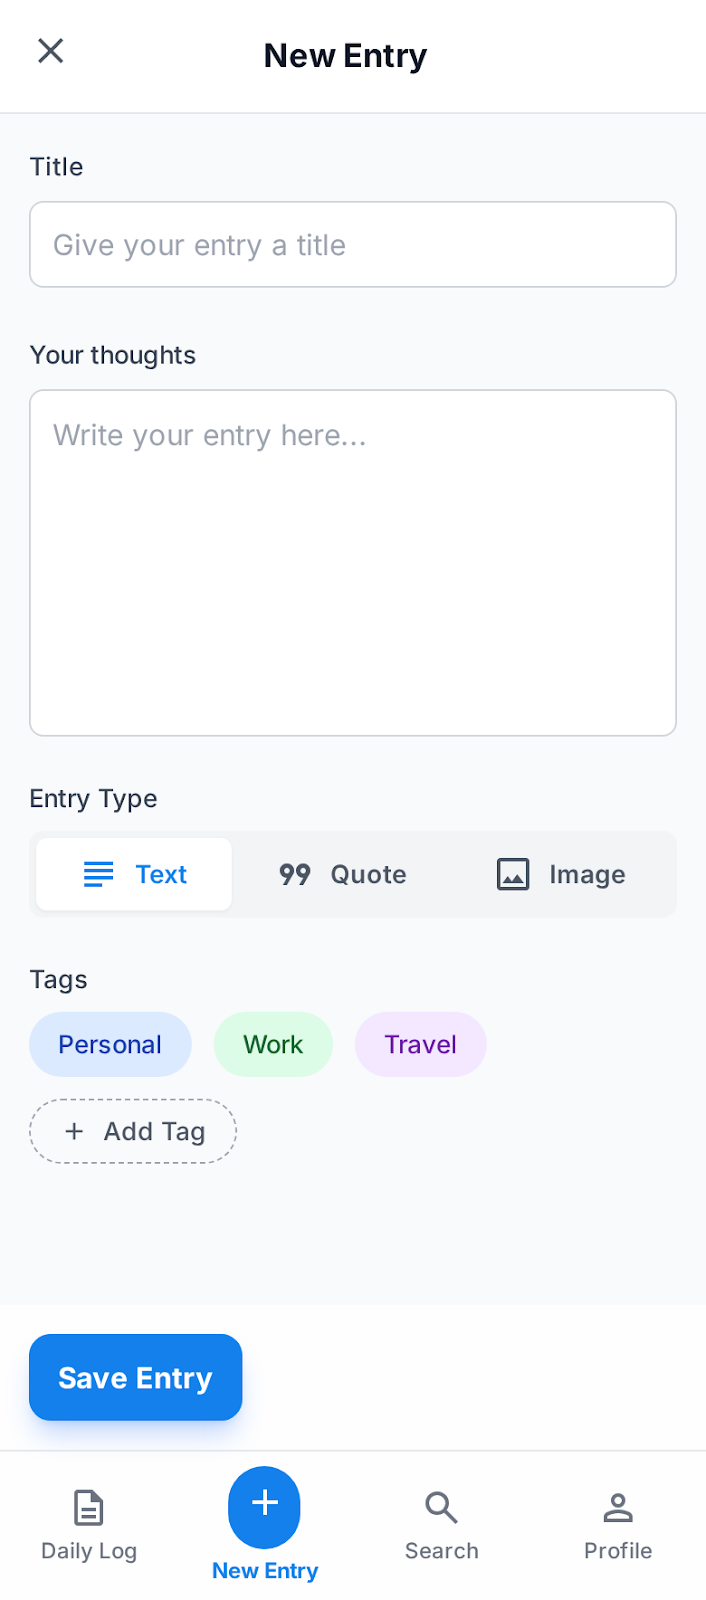 New Entry
Title
Give your entry a title
Your thoughts
Write your entry here...
Entry Type
Text Quote Image
Tags
Personal Work Travel
+ Add Tag
Save Entry
Daily Log New Entry Search Profile